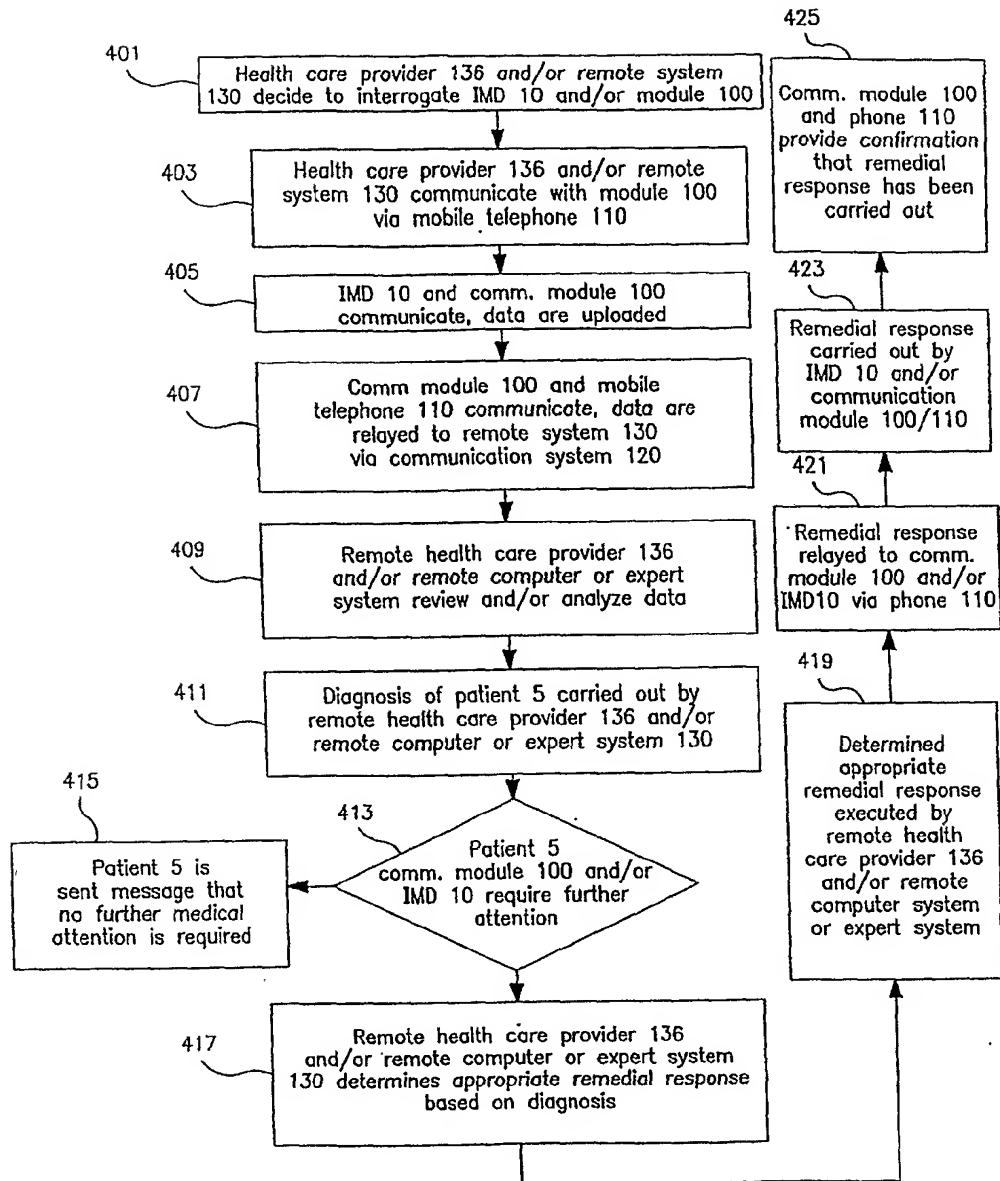 401
Health care provider 136 and/or remote system
130 decide to interrogate IMD 10 and/or module 100
403
Health care provider 136 and/or remote
system 130 communicate with module 100
via mobile telephone 110
405
IMD 10 and comm. module 100
communicate, data are uploaded
407
Comm module 100 and mobile
telephone 110 communicate, data are
relayed to remote system 130
via communication system 120
409
Remote health care provider 136
and/or remote computer or expert
system review and/or analyze data
411
Diagnosis of patient 5 carried out by
remote health care provider 136 and/or
remote computer or expert system 130
413
Patient 5
comm. module 100 and/or
IMD 10 require further
attention
415
Patient 5 is
sent message that
no further medical
attention is required
417
Remote health care provider 136
and/or remote computer or expert system
130 determines appropriate remedial response
based on diagnosis
419
Determined
appropriate
remedial response
executed by
remote health
care provider 136
and/or remote
computer system
or expert system
421
Remedial response
relayed to comm.
module 100 and/or
IMD10 via phone 110
423
Remedial response
carried out by
IMD 10 and/or
communication
module 100/110
425
Comm. module 100
and phone 110
provide confirmation
that remedial
response has been
carried out